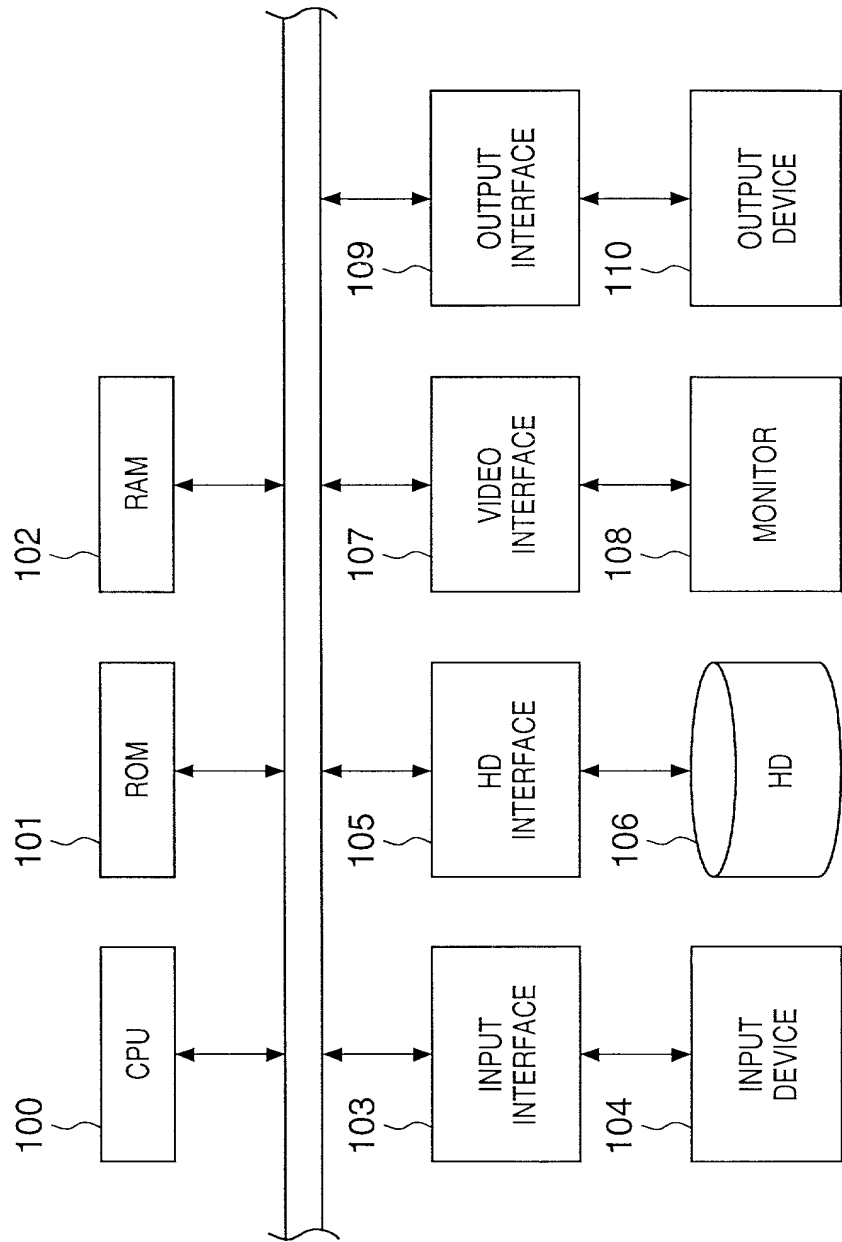 100
CPU
101
ROM
102
RAM
103
INPUT
INTERFACE
105
HD
INTERFACE
107
VIDEO
INTERFACE
109
OUTPUT
INTERFACE
104
INPUT
DEVICE
106
HD
108
MONITOR
110
OUTPUT
DEVICE